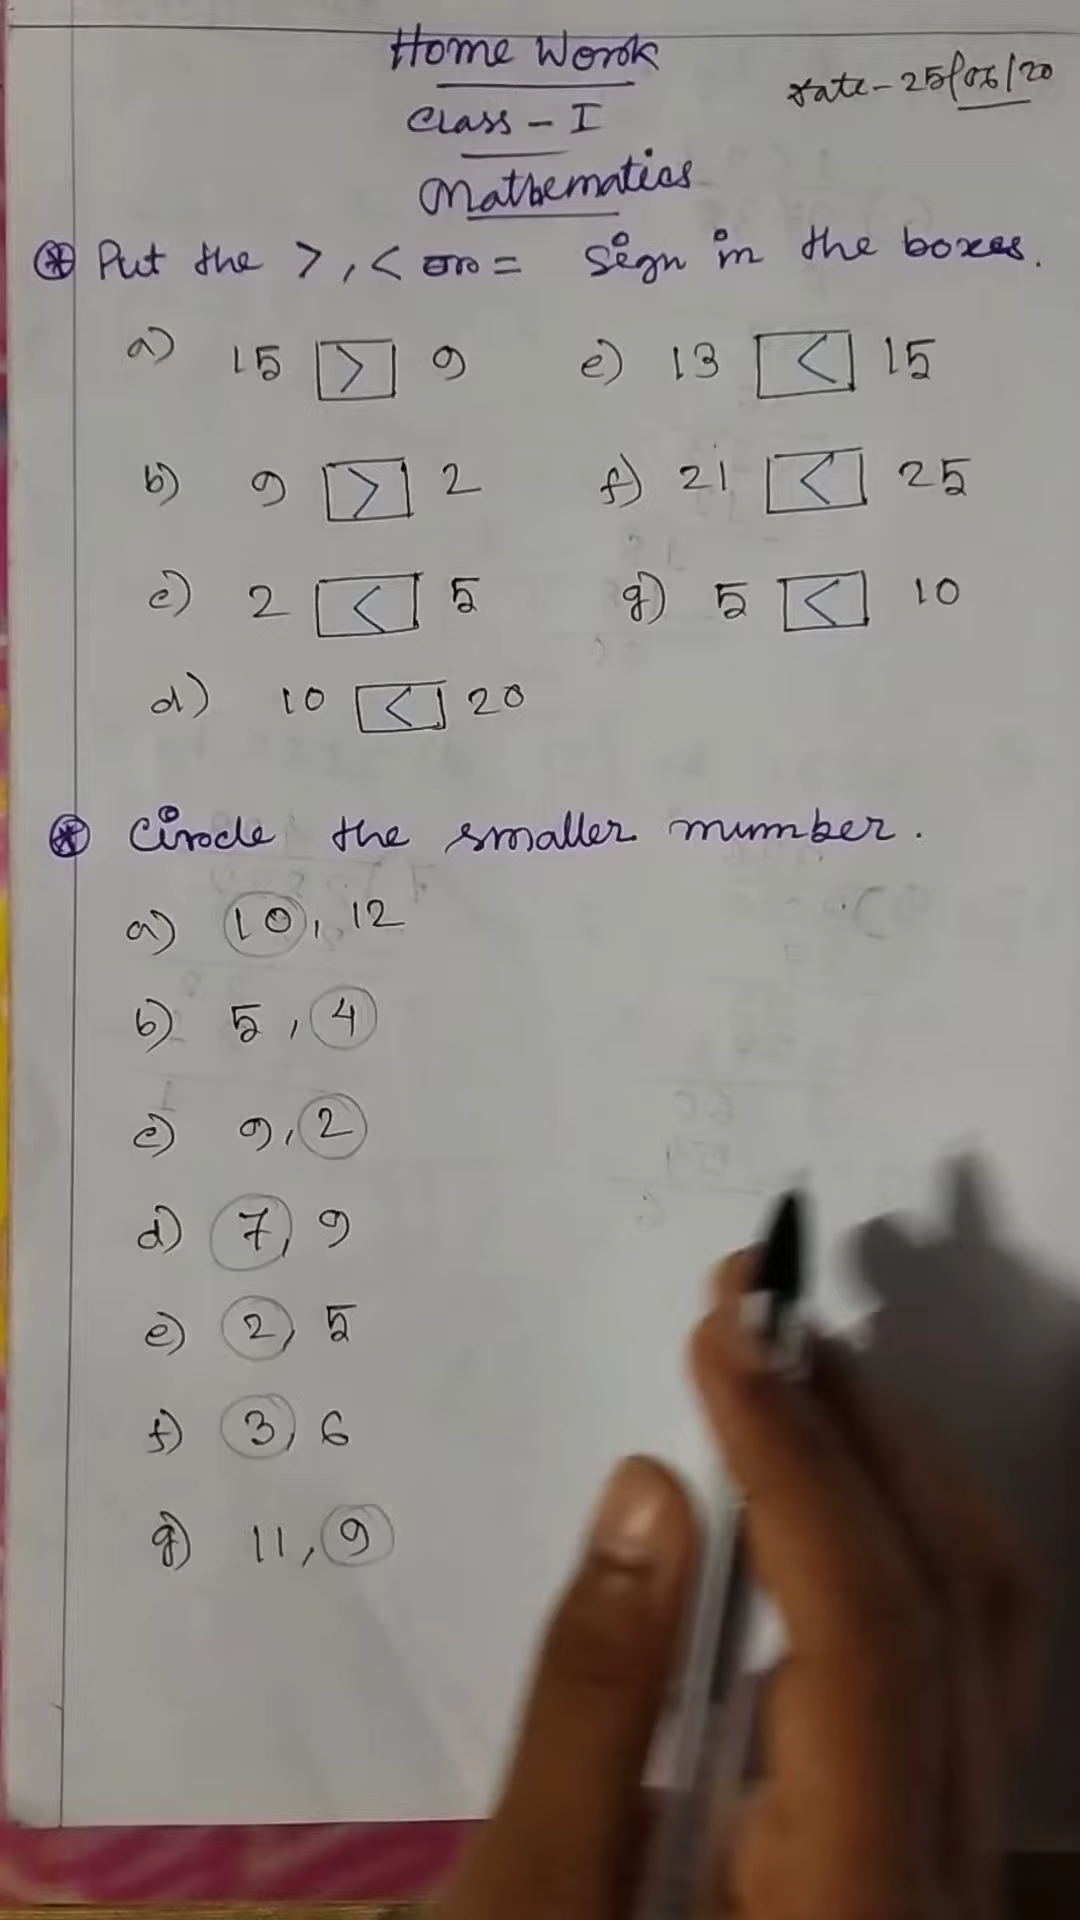 Home Work
Date-25/06/20
Class - I
Mathematics
* Put the >, < or = sign in the boxes.
a) 15 > 9 e) 13 < 15
b) 9 > 2 f) 21 < 25
c) 2 < 5 g) 5 < 10
d) 10 < 20
* Circle the smaller number.
a) 10, 12
b) 5, 4
c) 9, 2
d) 7, 9
e) 2, 5
f) 3, 6
g) 11, 9